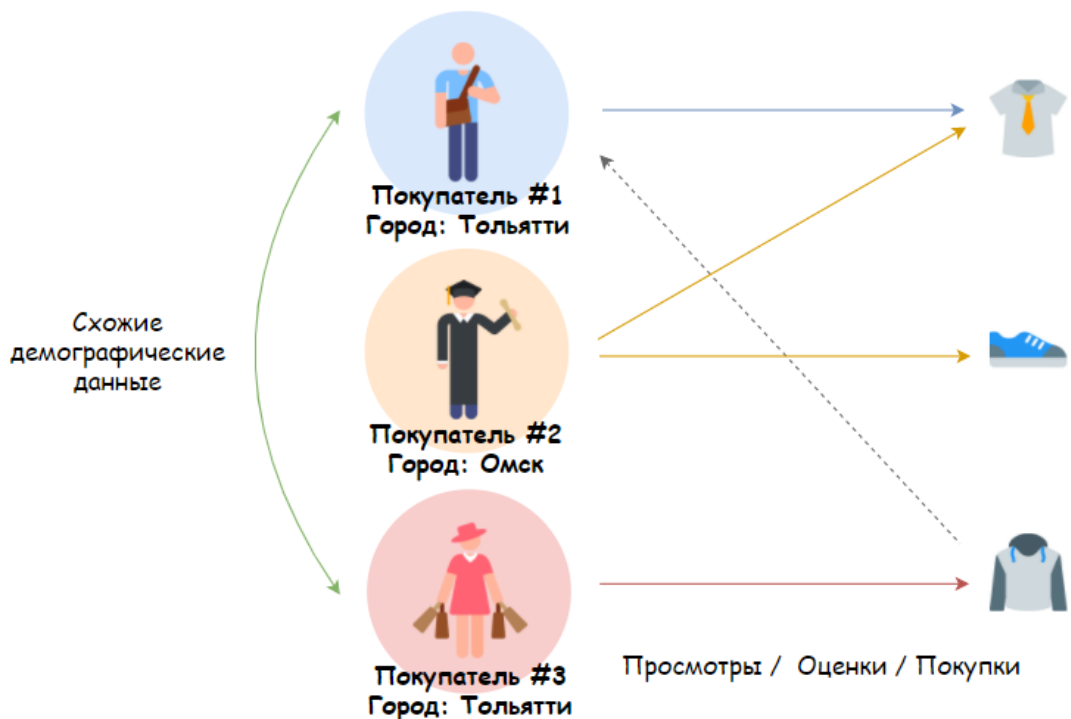 Покупатель #1
Город: Тольятти
Схожие
демографические
данные
Покупатель #2
Город: Омск
Покупатель #3
Город: Тольятти
Просмотры / Оценки / Покупки